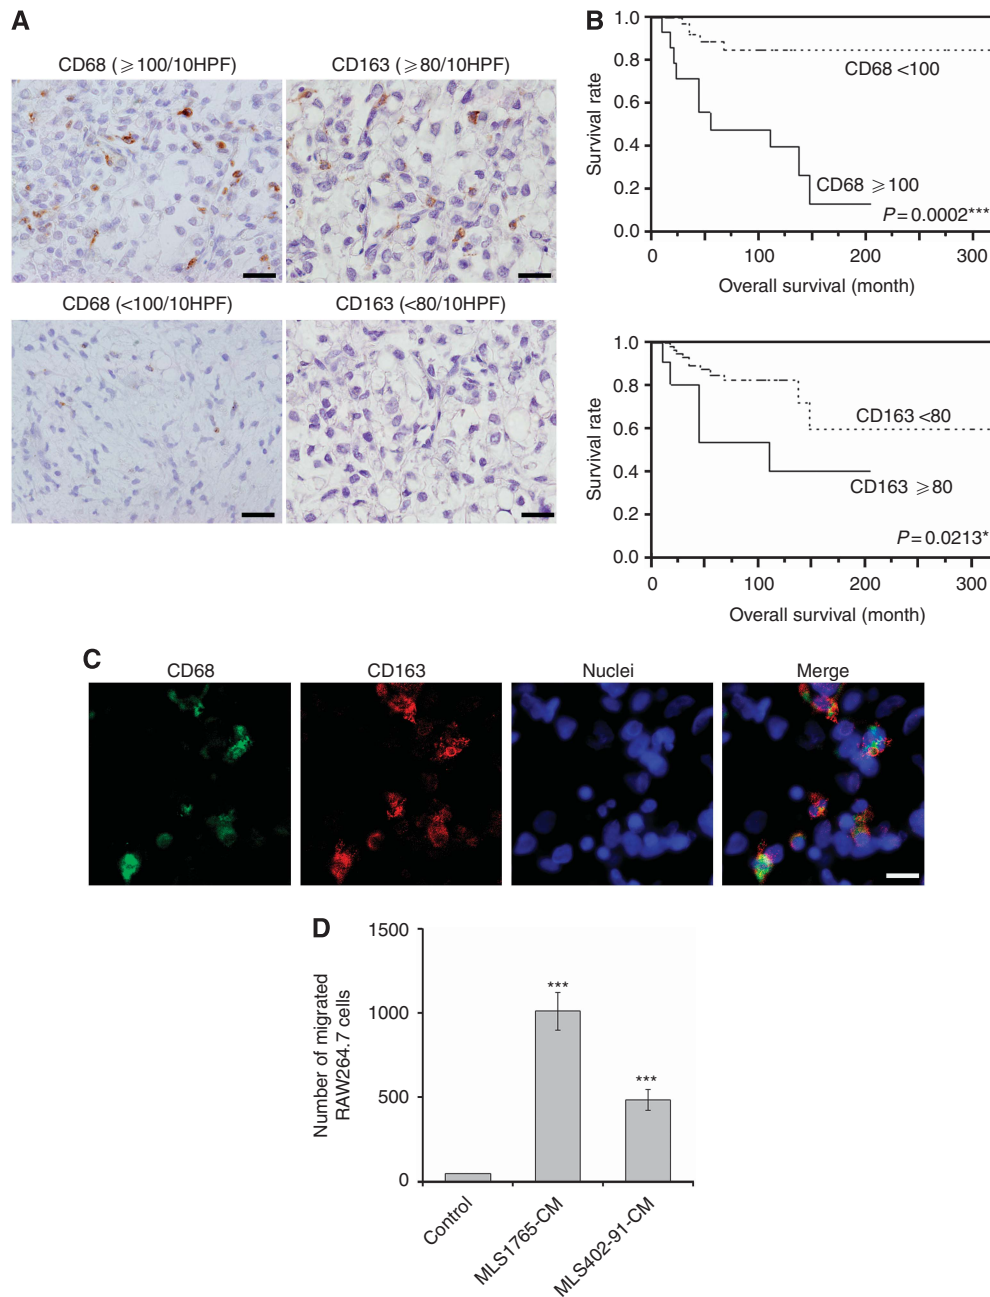 A
CD68 (⩾100/10HPF)
CD163 (⩾80/10HPF)
CD68 (<100/10HPF)
CD163 (<80/10HPF)
B
Survival rate
1.0
0.8
0.6
0.4
0.2
0.0
CD68 <100
CD68 ⩾100
P=0.0002***
0 100 200 300
Overall survival (month)
Survival rate
1.0
0.8
0.6
0.4
0.2
0.0
CD163 <80
CD163 ⩾80
P=0.0213*
0 100 200 300
Overall survival (month)
C
CD68
CD163
Nuclei
Merge
D
Number of migrated
RAW264.7 cells
1500
1000
500
0
***
***
Control
MLS1765-CM
MLS402-91-CM